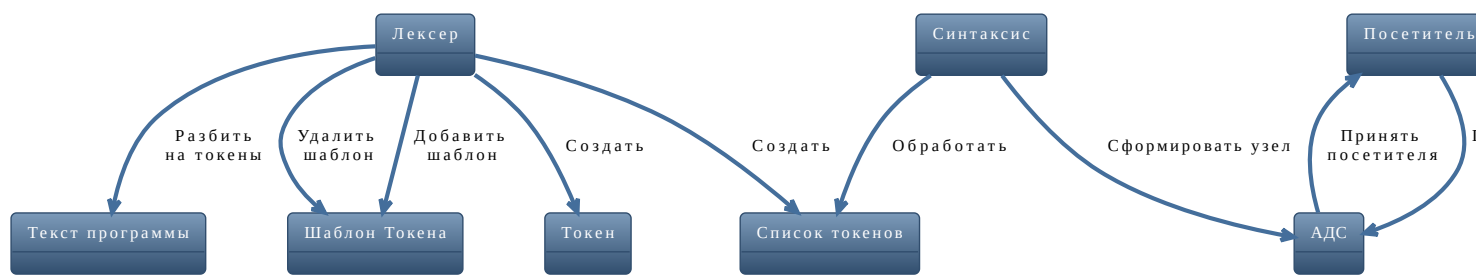 Лексер
Синтаксис
Посетитель
Разбить
на токены
Удалить
шаблон
Добавить
шаблон
Создать
Создать
Обработать
Сформировать узел
Принять
посетителя
Текст программы
Шаблон Токена
Токен
Список токенов
АДС